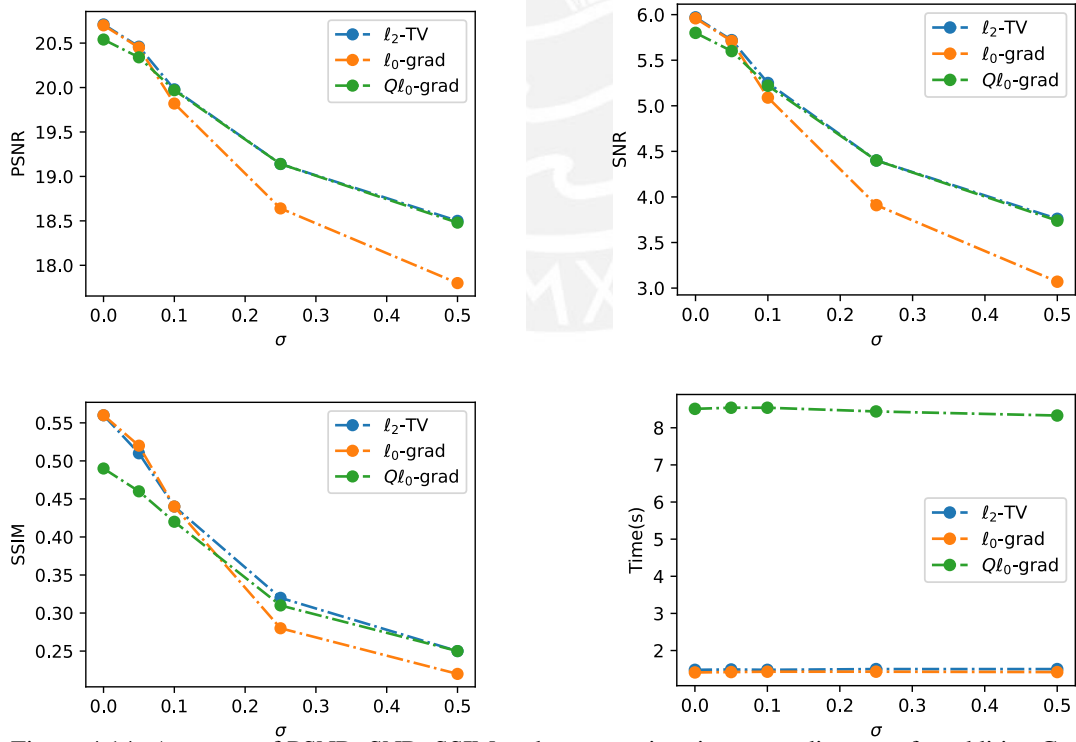 20.5
20.0
19.5
19.0
18.5
18.0
PSNR
0.0 0.1 0.2 0.3 0.4 0.5
σ
ℓ₂-TV
ℓ₀-grad
Qℓ₀-grad
6.0
5.5
5.0
4.5
4.0
3.5
3.0
SNR
0.0 0.1 0.2 0.3 0.4 0.5
σ
ℓ₂-TV
ℓ₀-grad
Qℓ₀-grad
MX
0.55
0.50
0.45
0.40
0.35
0.30
0.25
SSIM
0.0 0.1 0.2 0.3 0.4 0.5
σ
ℓ₂-TV
ℓ₀-grad
Qℓ₀-grad
8
7
6
5
4
3
2
Time(s)
0.0 0.1 0.2 0.3 0.4 0.5
σ
ℓ₂-TV
ℓ₀-grad
Qℓ₀-grad